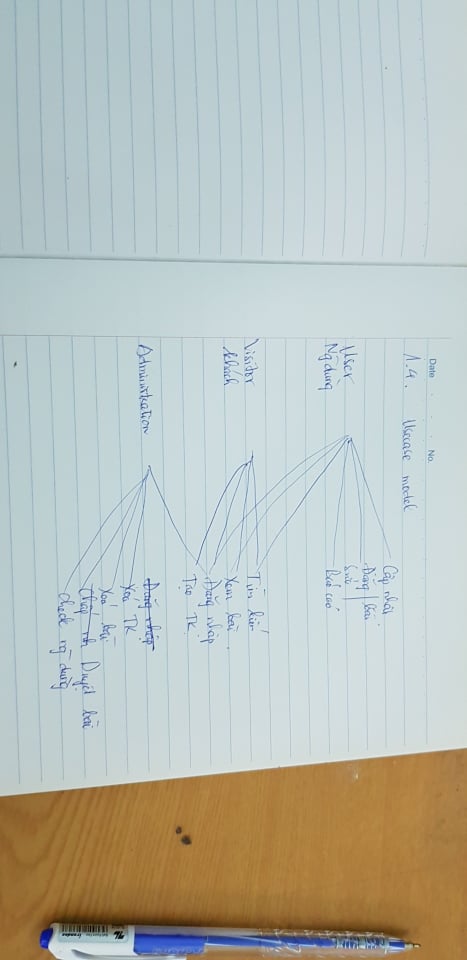 Date No.
1.4. Usecase model
Cập nhật
User Đăng bài
Sửa
Ng dùng Báo cáo
Visitor Tìm kiếm
khách Xem bài
Đăng nhập
Tạo TK
Administration Đăng nhập
Xoá TK
Xoá bài
Chấp nh Duyệt bài
check ng dùng